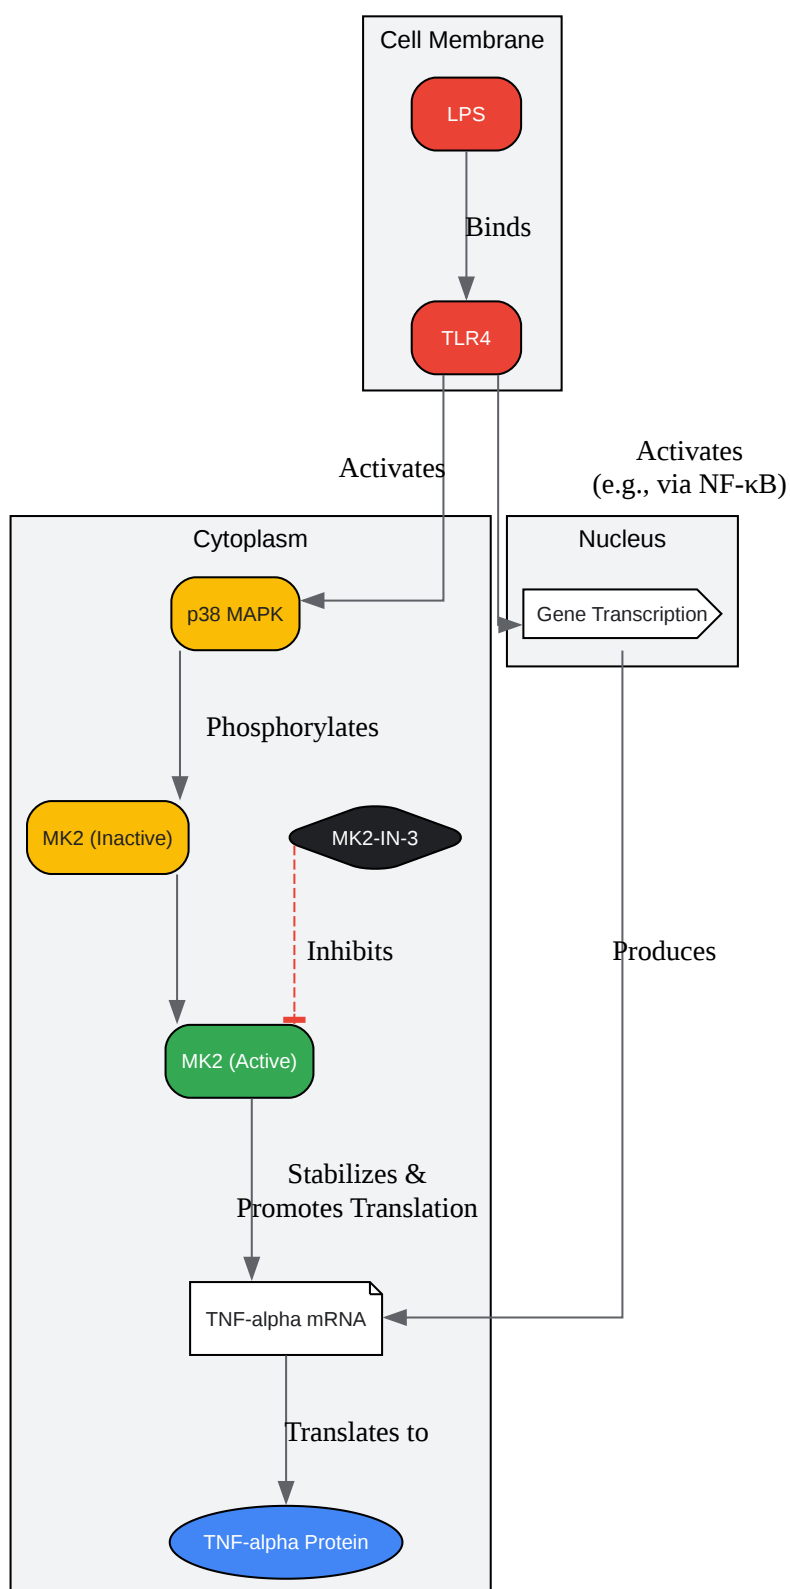 Cell Membrane
LPS
Binds
TLR4
Activates
Activates
(e.g., via NF-κB)
Cytoplasm
Nucleus
p38 MAPK
Gene Transcription
Phosphorylates
MK2 (Inactive)
MK2-IN-3
Inhibits
Produces
MK2 (Active)
Stabilizes &
Promotes Translation
TNF-alpha mRNA
Translates to
TNF-alpha Protein